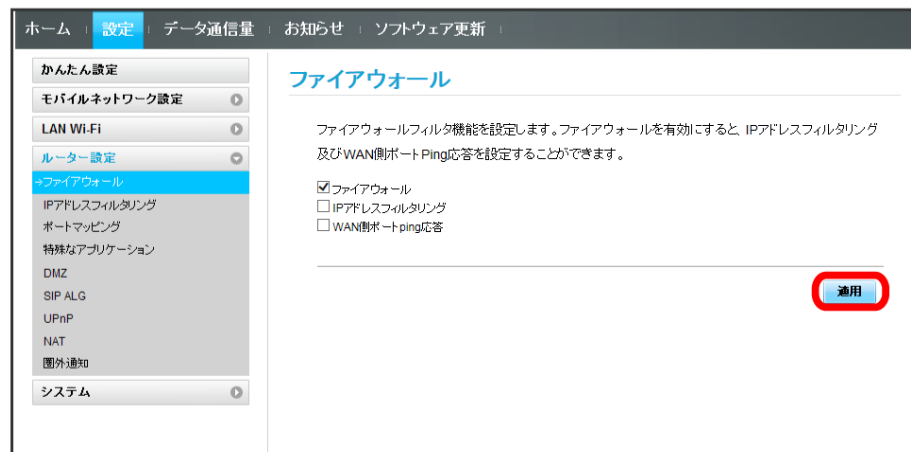 ホーム 設定 データ通信量 お知らせ ソフトウェア更新
かんたん設定
モバイルネットワーク設定
LAN Wi-Fi
ルーター設定
→ファイアウォール
IPアドレスフィルタリング
ポートマッピング
特殊なアプリケーション
DMZ
SIP ALG
UPnP
NAT
圏外通知
システム
ファイアウォール
ファイアウォールフィルタ機能を設定します。ファイアウォールを有効にすると、IPアドレスフィルタリング
及びWAN側ポートPing応答を設定することができます。
ファイアウォール
IPアドレスフィルタリング
WAN側ポートping応答
適用